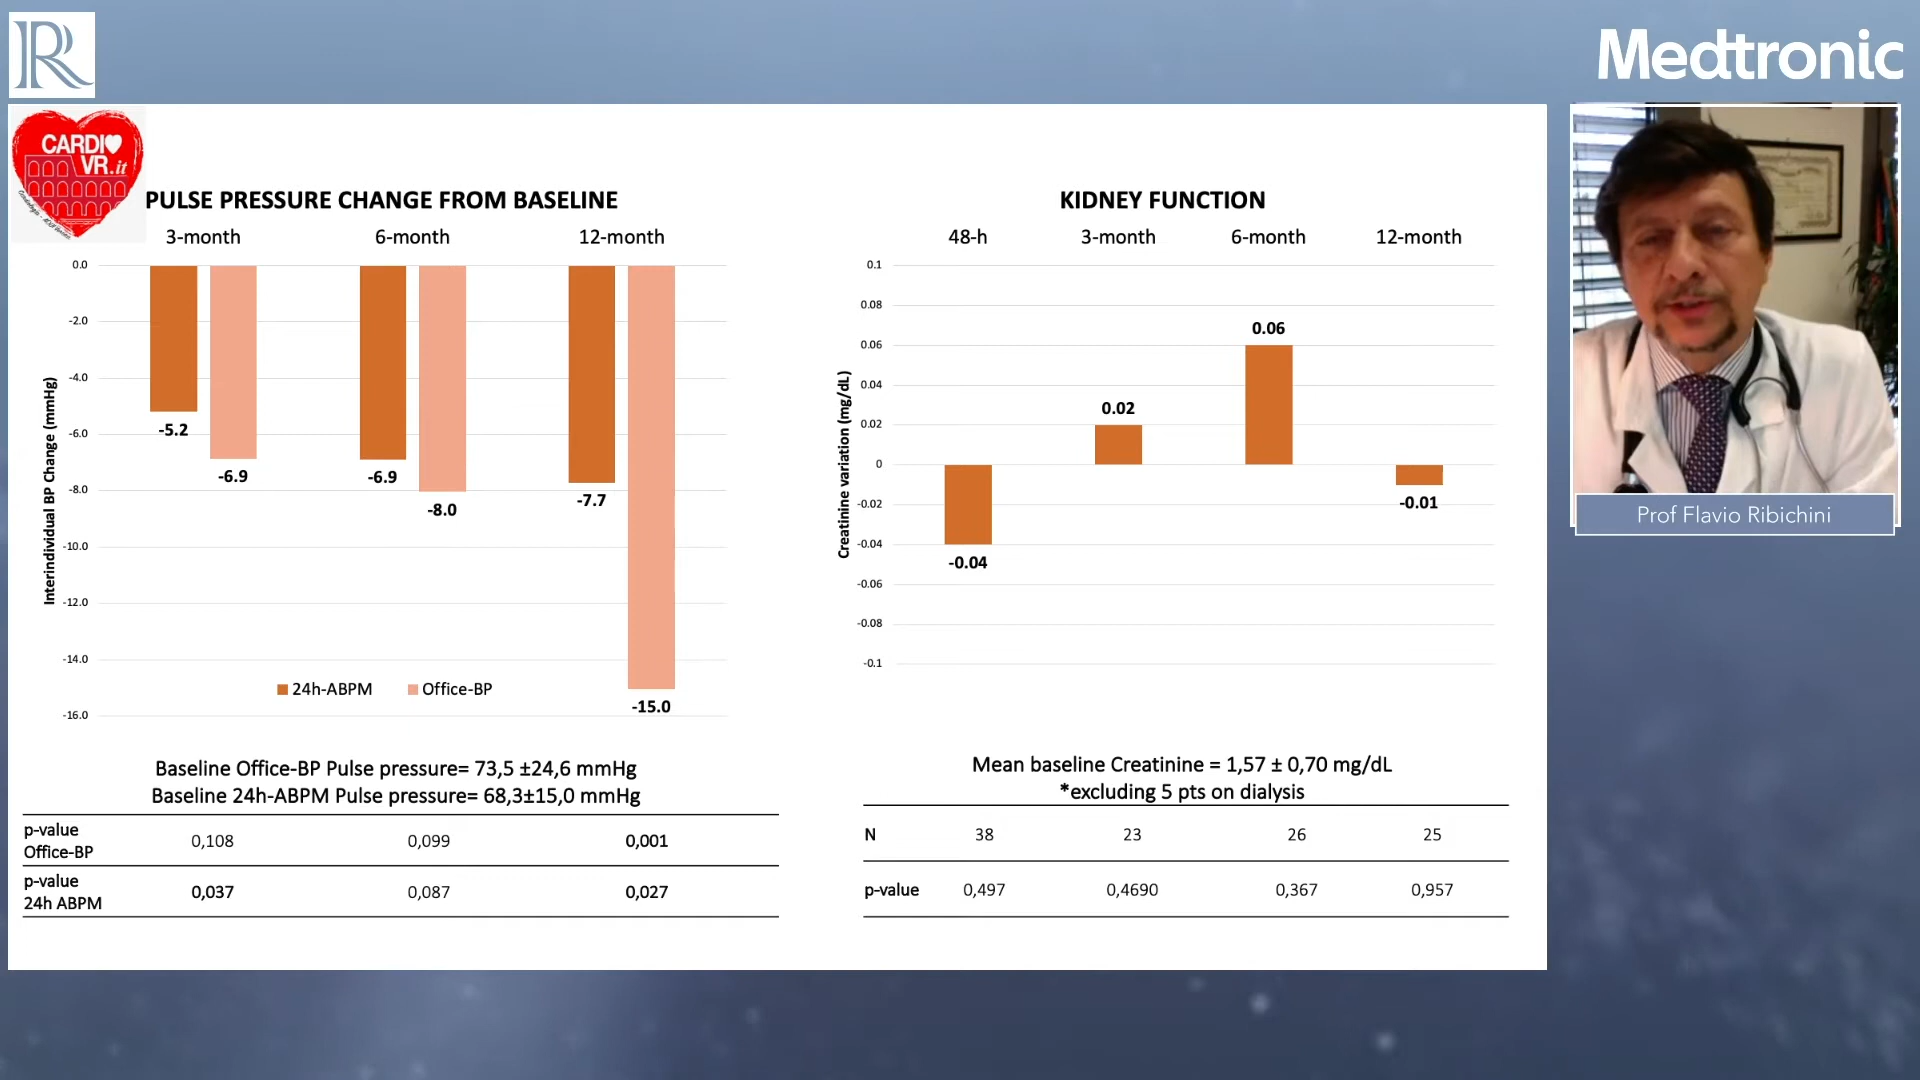 R
Medtronic
CARDI
VR.it
PULSE PRESSURE CHANGE FROM BASELINE
3-month 6-month 12-month
Interindividual BP Change (mmHg)
0.0
-2.0
-4.0
-6.0
-8.0
-10.0
-12.0
-14.0
-16.0
-5.2
-6.9
-6.9
-8.0
-7.7
-15.0
24h-ABPM Office-BP
Baseline Office-BP Pulse pressure= 73,5 ±24,6 mmHg
Baseline 24h-ABPM Pulse pressure= 68,3±15,0 mmHg
p-value
Office-BP 0,108 0,099 0,001
p-value
24h ABPM 0,037 0,087 0,027
KIDNEY FUNCTION
48-h 3-month 6-month 12-month
Creatinine variation (mg/dL)
0.1
0.08
0.06
0.04
0.02
0
-0.02
-0.04
-0.06
-0.08
-0.1
-0.04
0.02
0.06
-0.01
Mean baseline Creatinine = 1,57 ± 0,70 mg/dL
*excluding 5 pts on dialysis
N 38 23 26 25
p-value 0,497 0,4690 0,367 0,957
Prof Flavio Ribichini